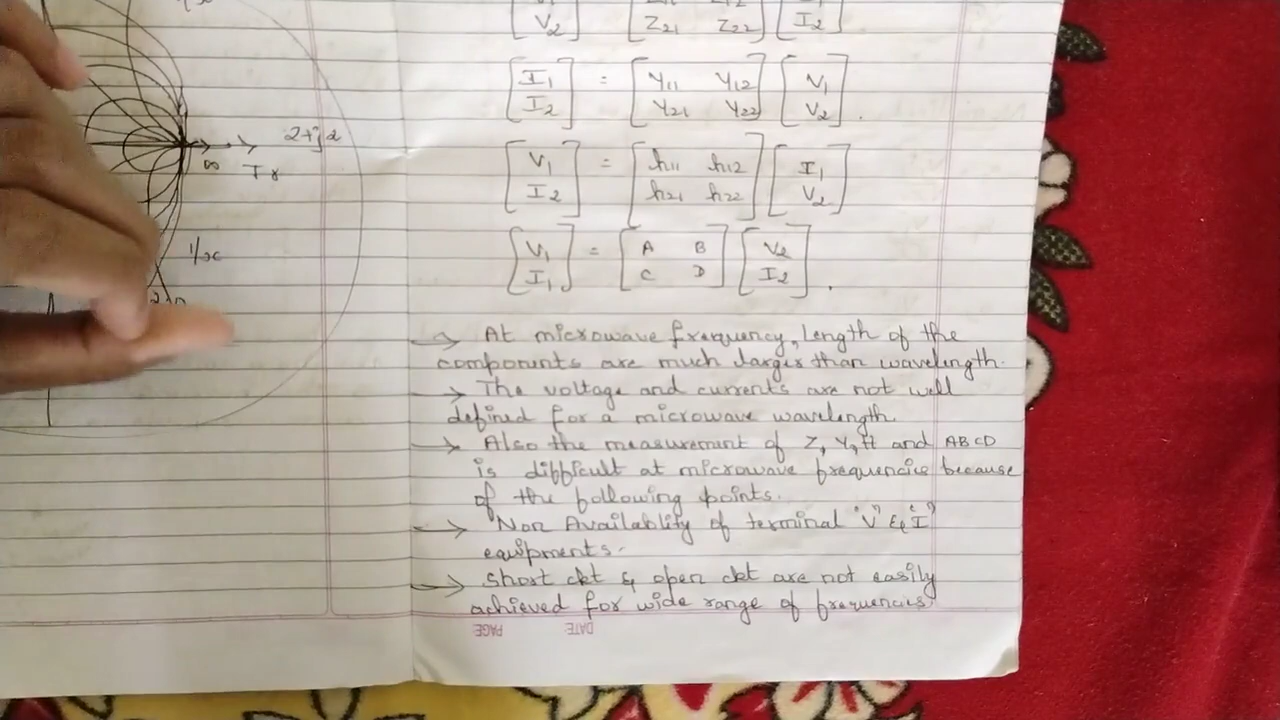 V2 Z21 Z22 I2
[I1 I2] = [Y11 Y12 Y21 Y22] [V1 V2].
[V1 I2] = [h11 h12 h21 h22] [I1 V2]
[V1 I1] = [A B C D] [V2 I2].
2+j2
∞
1/x
→ At microwave frequency, length of the
components are much larger than wavelength.
→ The voltage and currents are not well
defined for a microwave wavelength.
→ Also the measurement of Z, Y, H and ABCD
is difficult at microwave frequencies because
of the following points.
→ Non Availablity of terminal "V" & "I"
equipments.
→ Short ckt & open ckt are not easily
achieved for wide range of frequencies.
PAGE: DATE: